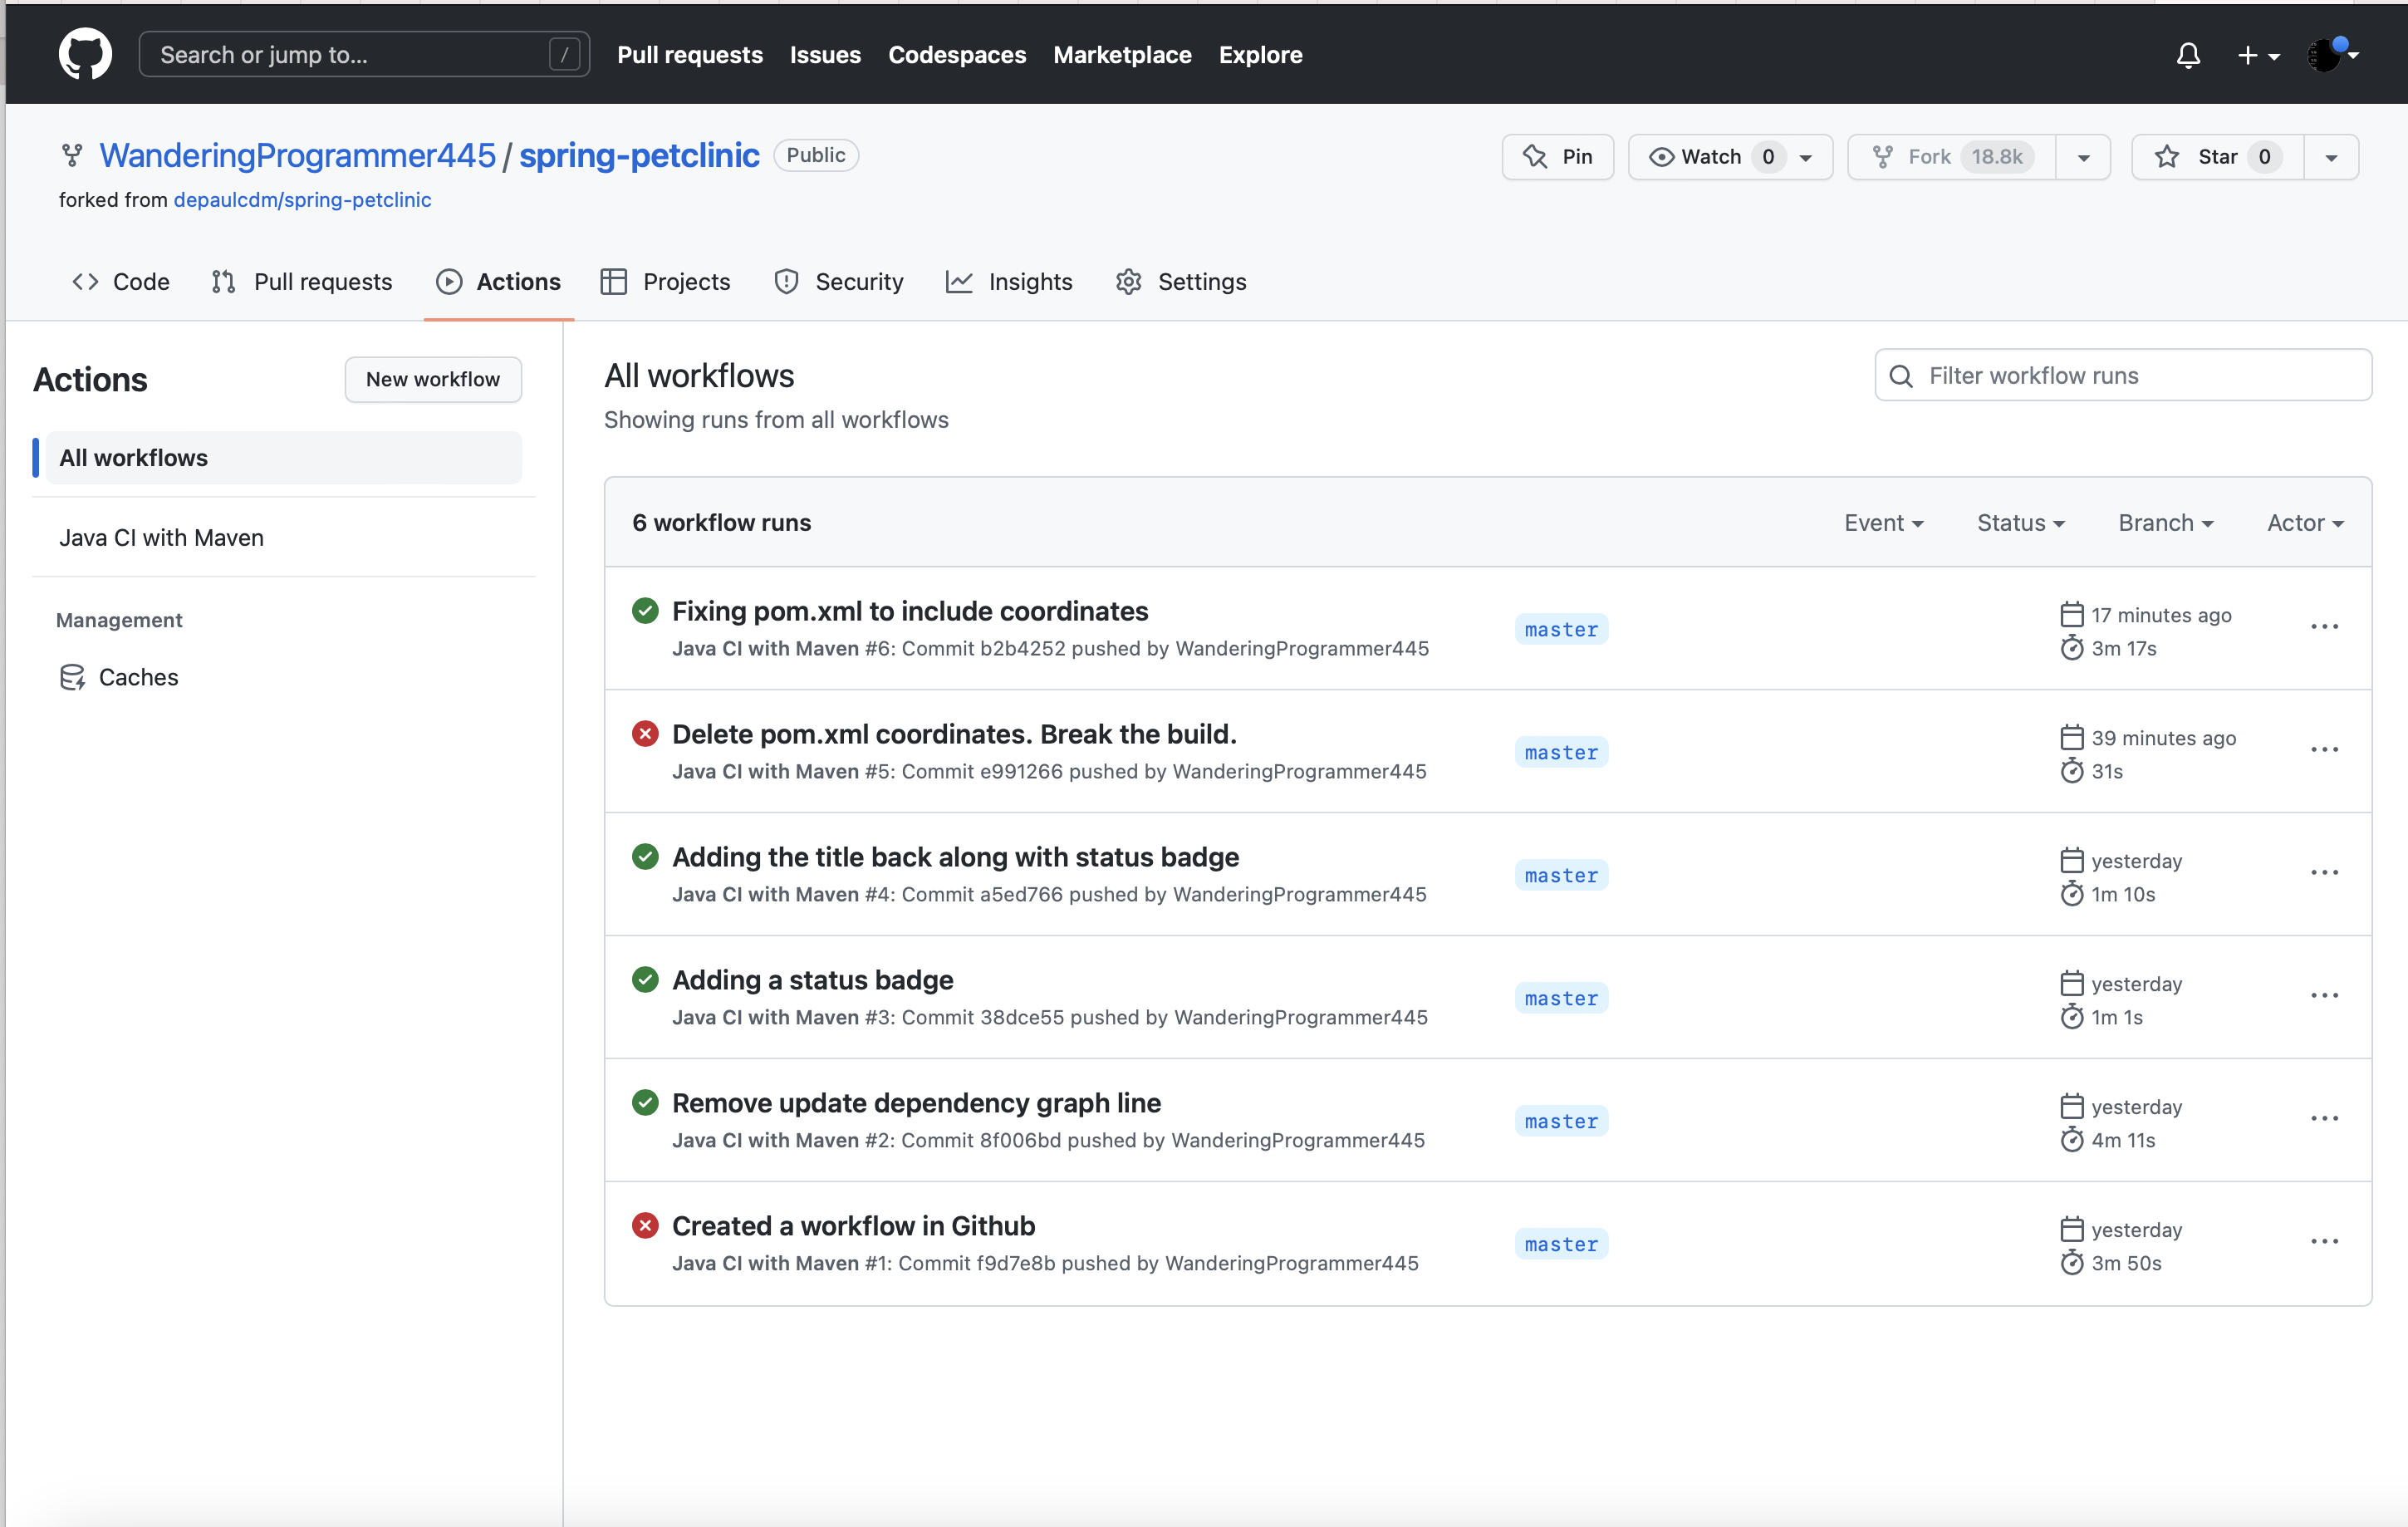 Search or jump to... /
Pull requests Issues Codespaces Marketplace Explore
WanderingProgrammer445 / spring-petclinic Public
Pin Watch 0 Fork 18.8k Star 0
forked from depaulcdm/spring-petclinic
Code Pull requests Actions Projects Security Insights Settings
Actions
New workflow
All workflows
Java CI with Maven
Management
Caches
All workflows
Showing runs from all workflows
Filter workflow runs
6 workflow runs
Event Status Branch Actor
Fixing pom.xml to include coordinates
Java CI with Maven #6: Commit b2b4252 pushed by WanderingProgrammer445
master
17 minutes ago
3m 17s
Delete pom.xml coordinates. Break the build.
Java CI with Maven #5: Commit e991266 pushed by WanderingProgrammer445
master
39 minutes ago
31s
Adding the title back along with status badge
Java CI with Maven #4: Commit a5ed766 pushed by WanderingProgrammer445
master
yesterday
1m 10s
Adding a status badge
Java CI with Maven #3: Commit 38dce55 pushed by WanderingProgrammer445
master
yesterday
1m 1s
Remove update dependency graph line
Java CI with Maven #2: Commit 8f006bd pushed by WanderingProgrammer445
master
yesterday
4m 11s
Created a workflow in Github
Java CI with Maven #1: Commit f9d7e8b pushed by WanderingProgrammer445
master
yesterday
3m 50s